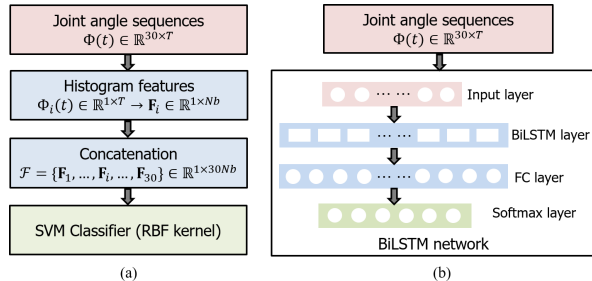 Joint angle sequences
Φ(t) ∈ ℝ^{30×T}
Histogram features
Φ_i(t) ∈ ℝ^{1×T} → F_i ∈ ℝ^{1×Nb}
Concatenation
ℱ = {F_1, ..., F_i, ..., F_30} ∈ ℝ^{1×30Nb}
SVM Classifier (RBF kernel)
(a)
Joint angle sequences
Φ(t) ∈ ℝ^{30×T}
Input layer
BiLSTM layer
FC layer
Softmax layer
BiLSTM network
(b)